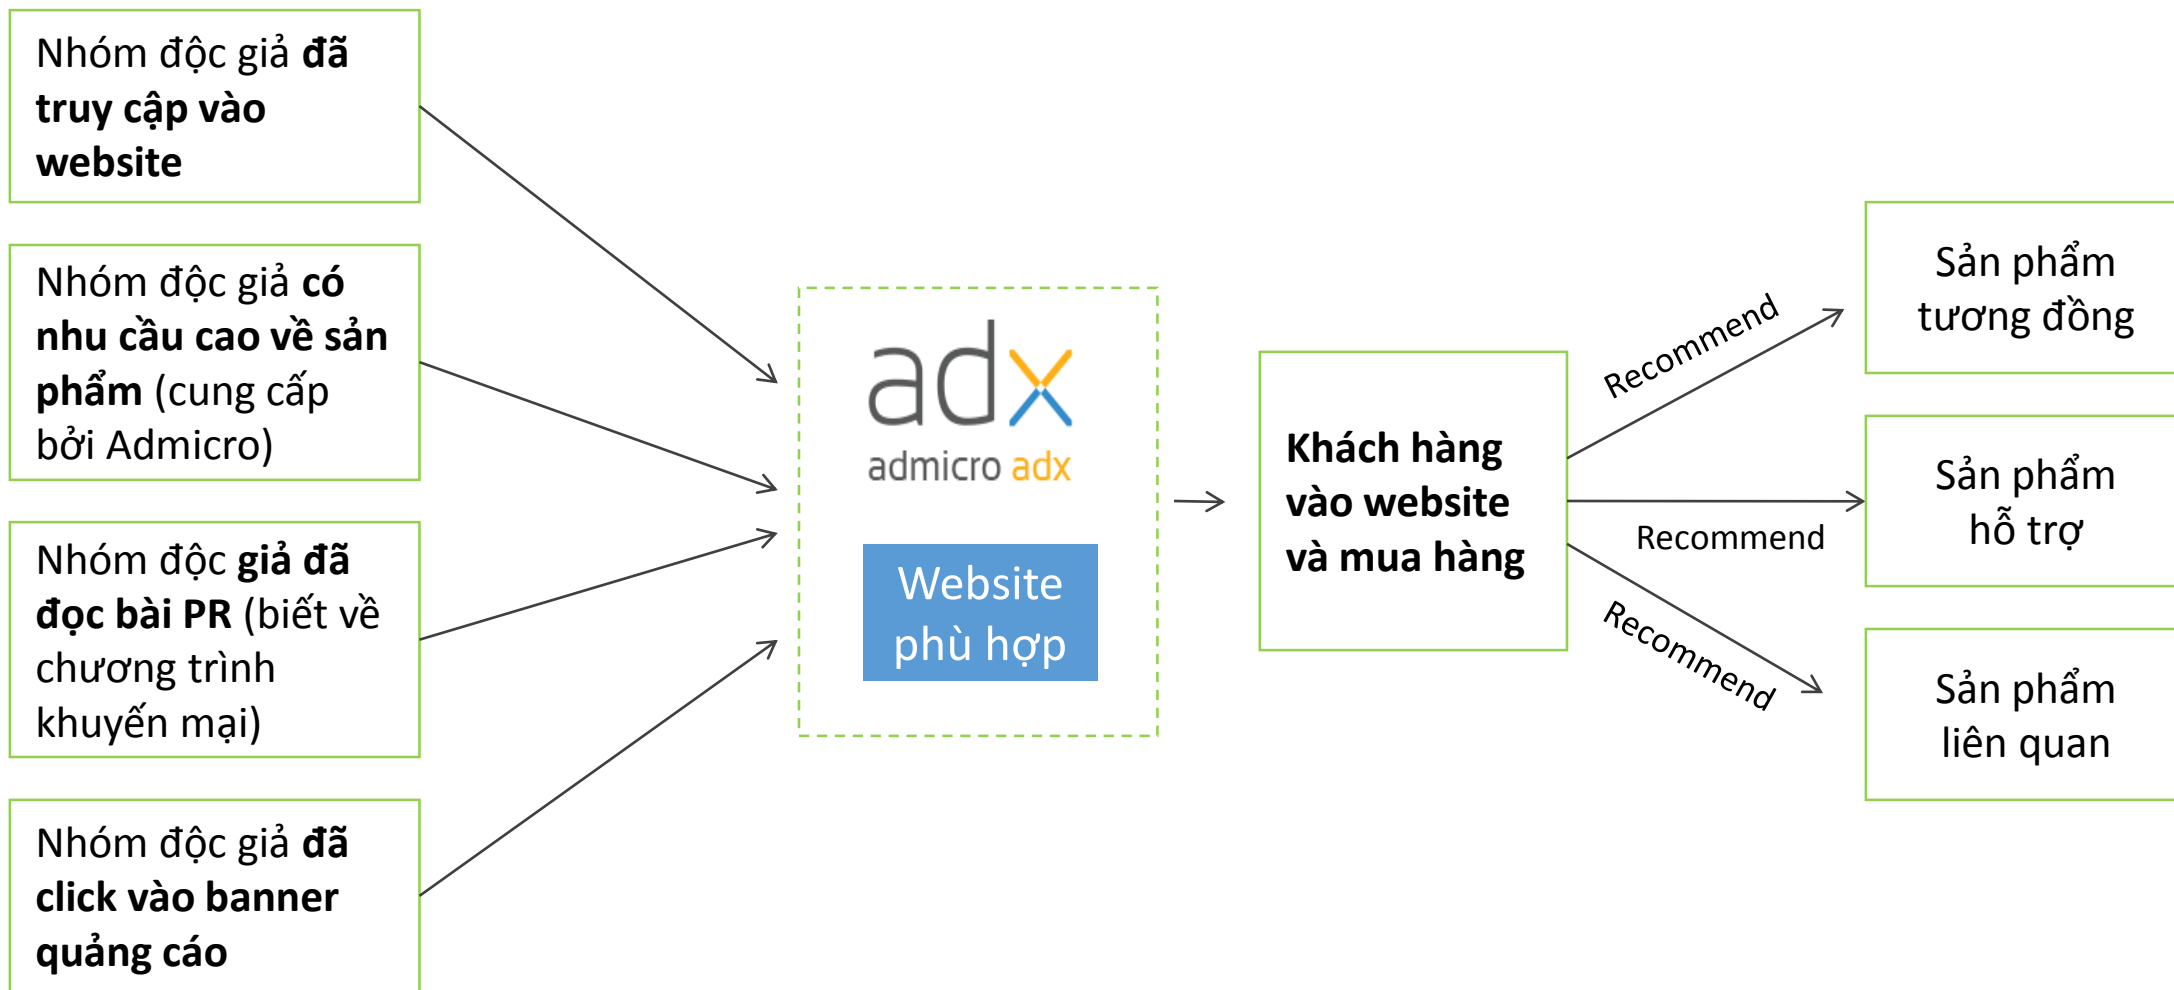 Nhóm độc giả đã
truy cập vào
website
Nhóm độc giả có
nhu cầu cao về sản
phẩm (cung cấp
bởi Admicro)
Nhóm độc giả đã
đọc bài PR (biết về
chương trình
khuyến mại)
Nhóm độc giả đã
click vào banner
quảng cáo
adx
admicro adx
Website
phù hợp
Khách hàng
vào website
và mua hàng
Recommend
Recommend
Recommend
Sản phẩm
tương đồng
Sản phẩm
hỗ trợ
Sản phẩm
liên quan